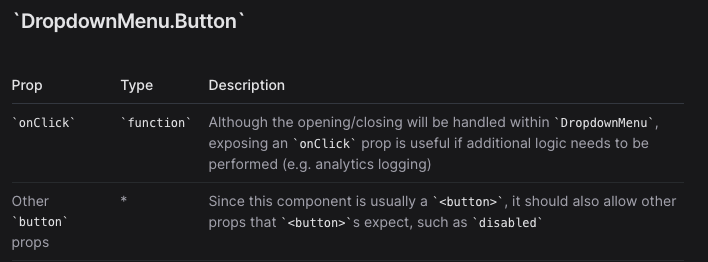 `DropdownMenu.Button`
Prop Type Description
`onClick` `function` Although the opening/closing will be handled within `DropdownMenu`,
exposing an `onClick` prop is useful if additional logic needs to be
performed (e.g. analytics logging)
Other * Since this component is usually a `<button>`, it should also allow other
`button` props that `<button>`s expect, such as `disabled`
props